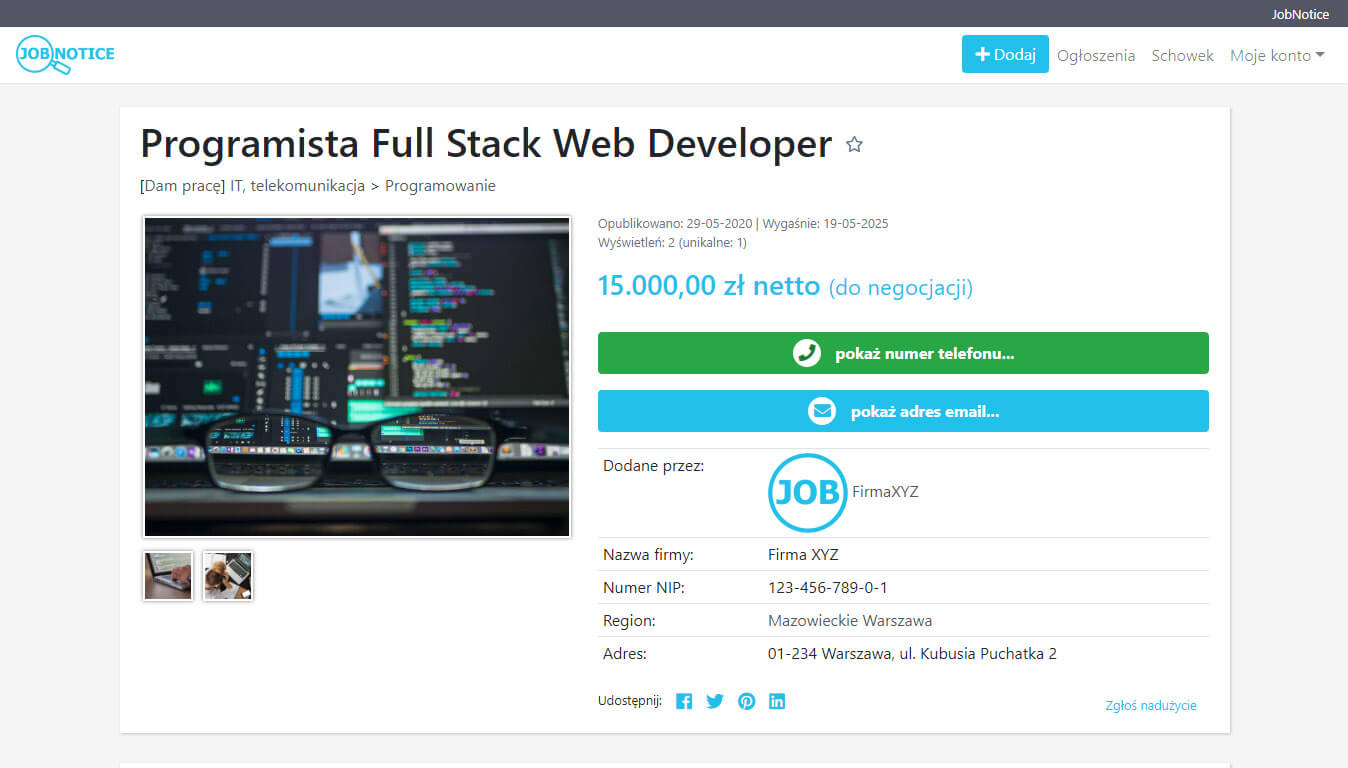 JobNotice
JOB NOTICE
Dodaj
Ogłoszenia
Schowek
Moje konto
Programista Full Stack Web Developer
[Dam pracę] IT, telekomunikacja > Programowanie
Opublikowano: 29-05-2020 | Wygaśnie: 19-05-2025
Wyświetleń: 2 (unikalne: 1)
15.000,00 zł netto (do negocjacji)
pokaż numer telefonu...
pokaż adres email...
Dodane przez: JOB FirmaXYZ
Nazwa firmy: Firma XYZ
Numer NIP: 123-456-789-0-1
Region: Mazowieckie Warszawa
Adres: 01-234 Warszawa, ul. Kubusia Puchatka 2
Udostępnij:
Zgłoś nadużycie